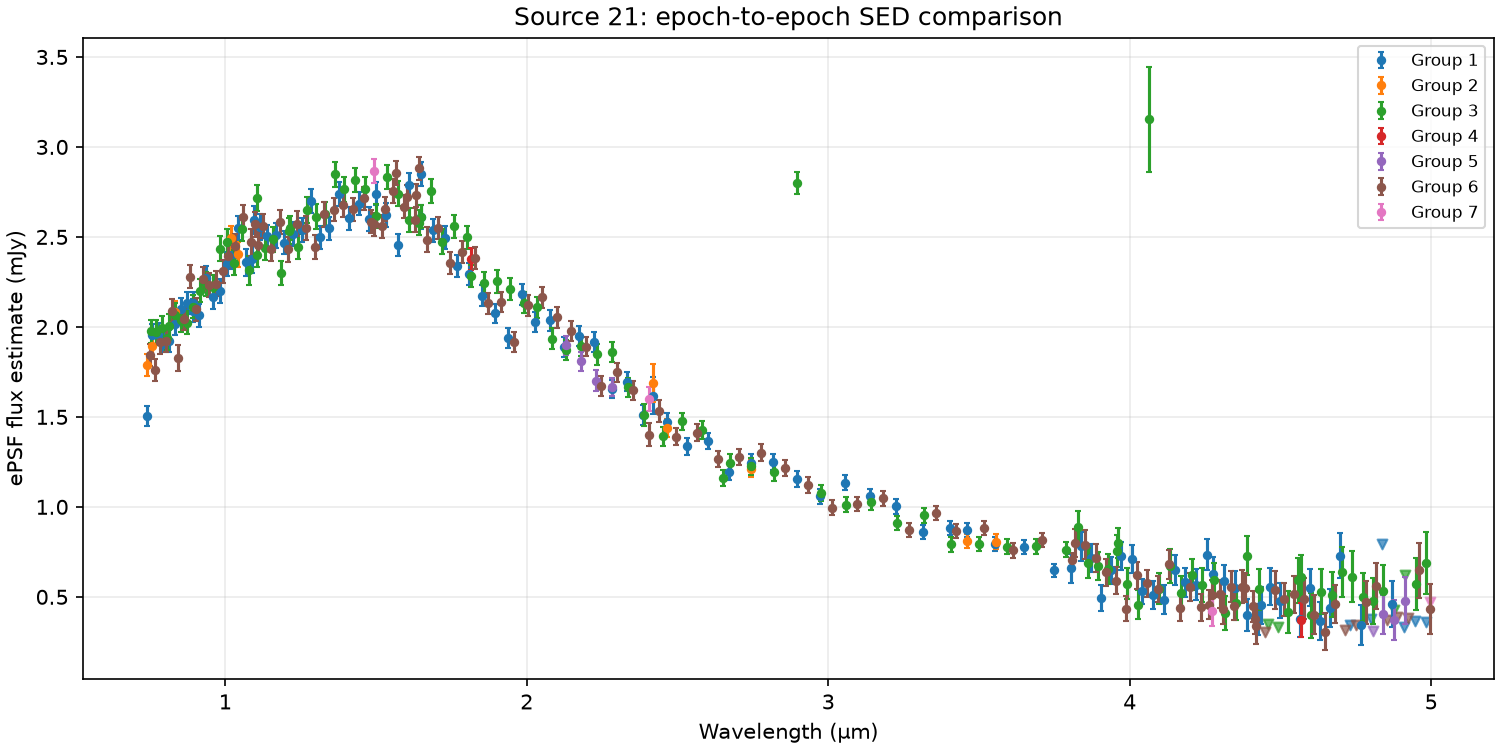 Source 21: epoch-to-epoch SED comparison
ePSF flux estimate (mJy)
3.5
3.0
2.5
2.0
1.5
1.0
0.5
1
2
3
4
5
Wavelength (μm)
Group 1
Group 2
Group 3
Group 4
Group 5
Group 6
Group 7